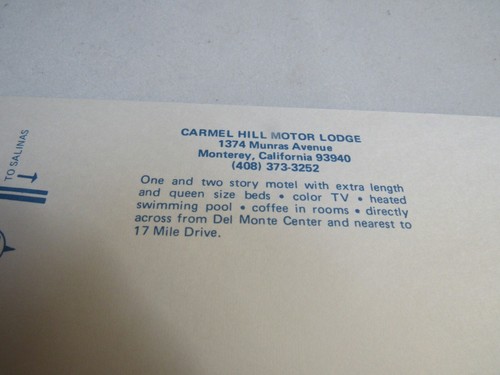 TO SALINAS
CARMEL HILL MOTOR LODGE
1374 Munras Avenue
Monterey, California 93940
(408) 373-3252
One and two story motel with extra length
and queen size beds • color TV • heated
swimming pool • coffee in rooms • directly
across from Del Monte Center and nearest to
17 Mile Drive.